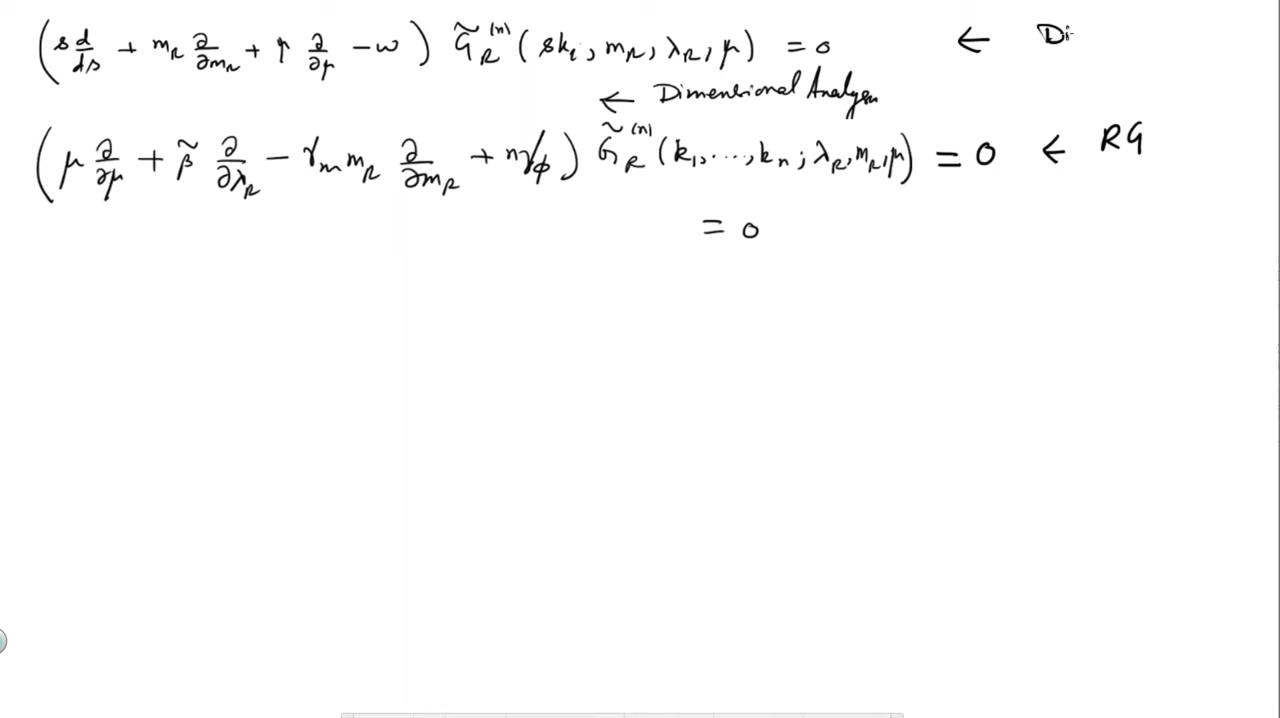 (s d/ds + m_R ∂/∂m_R + μ ∂/∂μ − ω) G̃_R^(n) (sk_i, m_R, λ_R, μ) = 0 ← Di
← Dimensional Analysis
(μ ∂/∂μ + β̃ ∂/∂λ_R − γ_m m_R ∂/∂m_R + nγ_φ) G̃_R^(n) (k_1, ..., k_n; λ_R, m_R, μ) = 0 ← RG
= 0